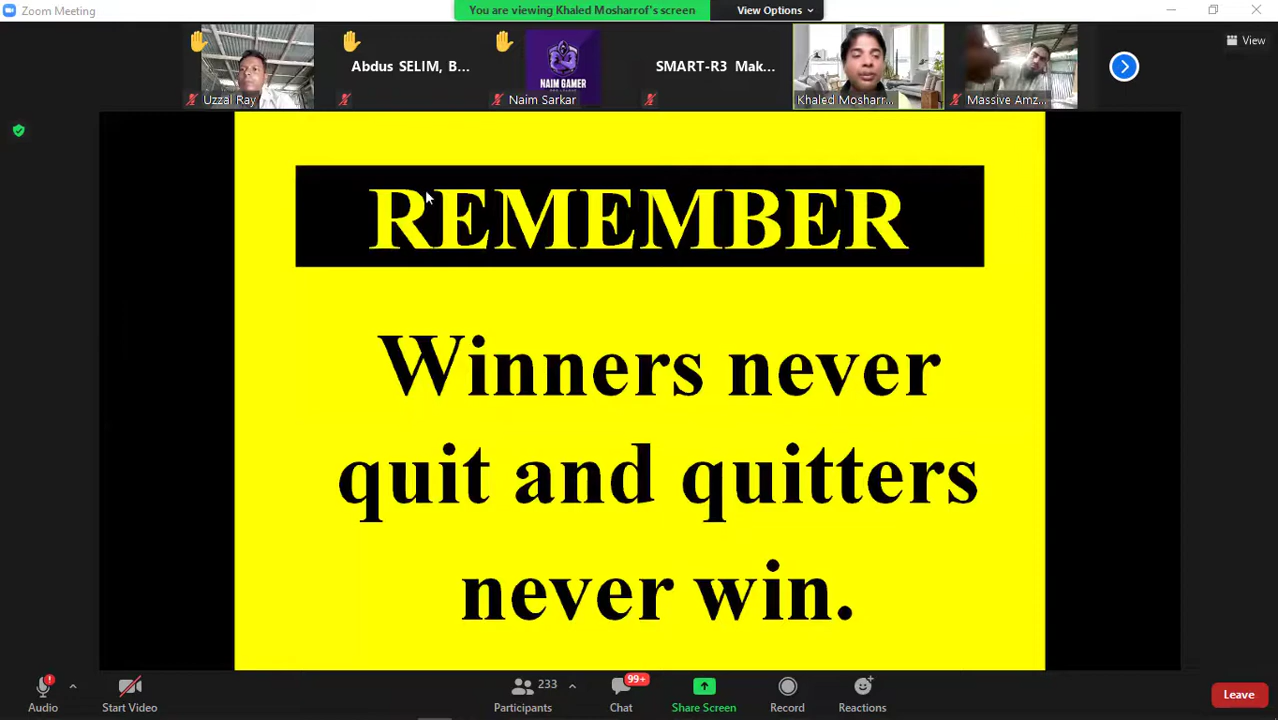 Zoom Meeting
You are viewing Khaled Mosharrof's screen
View Options
View
Uzzal Ray
Abdus SELIM, B...
NAIM GAMER
Naim Sarkar
SMART-R3 Mak...
Khaled Mosharr...
Massive Amz...
REMEMBER
Winners never
quit and quitters
never win.
Audio
Start Video
233
Participants
99+
Chat
Share Screen
Record
Reactions
Leave